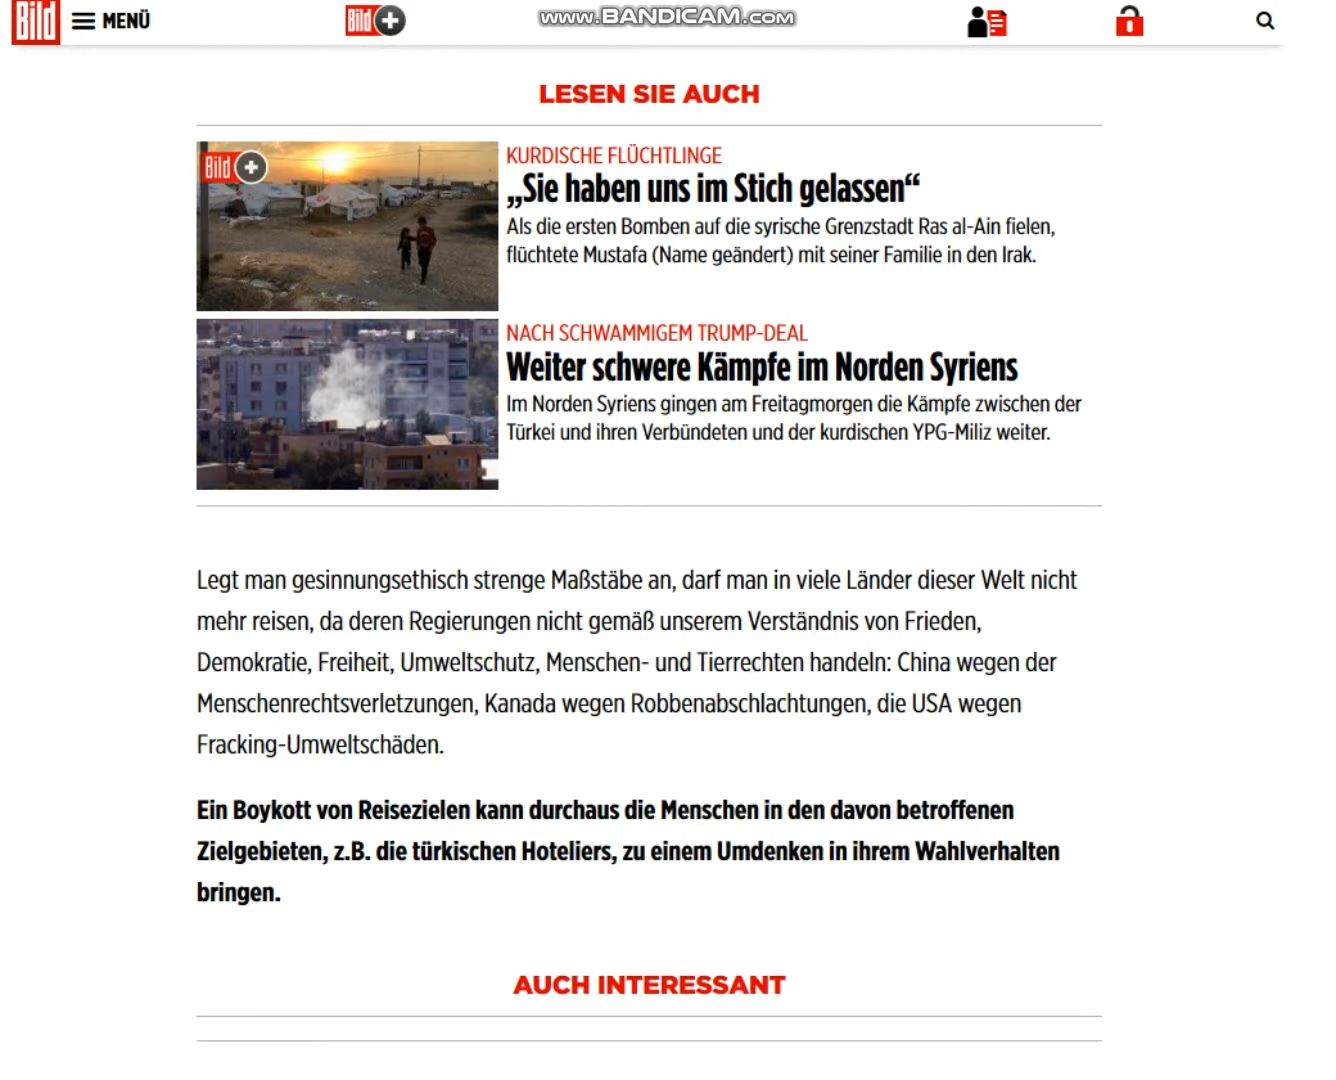 Bild MENÜ Bild+ www.BANDICAM.com
LESEN SIE AUCH
Bild+
KURDISCHE FLÜCHTLINGE
„Sie haben uns im Stich gelassen“
Als die ersten Bomben auf die syrische Grenzstadt Ras al-Ain fielen,
flüchtete Mustafa (Name geändert) mit seiner Familie in den Irak.
NACH SCHWAMMIGEM TRUMP-DEAL
Weiter schwere Kämpfe im Norden Syriens
Im Norden Syriens gingen am Freitagmorgen die Kämpfe zwischen der
Türkei und ihren Verbündeten und der kurdischen YPG-Miliz weiter.
Legt man gesinnungsethisch strenge Maßstäbe an, darf man in viele Länder dieser Welt nicht
mehr reisen, da deren Regierungen nicht gemäß unserem Verständnis von Frieden,
Demokratie, Freiheit, Umweltschutz, Menschen- und Tierrechten handeln: China wegen der
Menschenrechtsverletzungen, Kanada wegen Robbenabschlachtungen, die USA wegen
Fracking-Umweltschäden.
Ein Boykott von Reisezielen kann durchaus die Menschen in den davon betroffenen
Zielgebieten, z.B. die türkischen Hoteliers, zu einem Umdenken in ihrem Wahlverhalten
bringen.
AUCH INTERESSANT